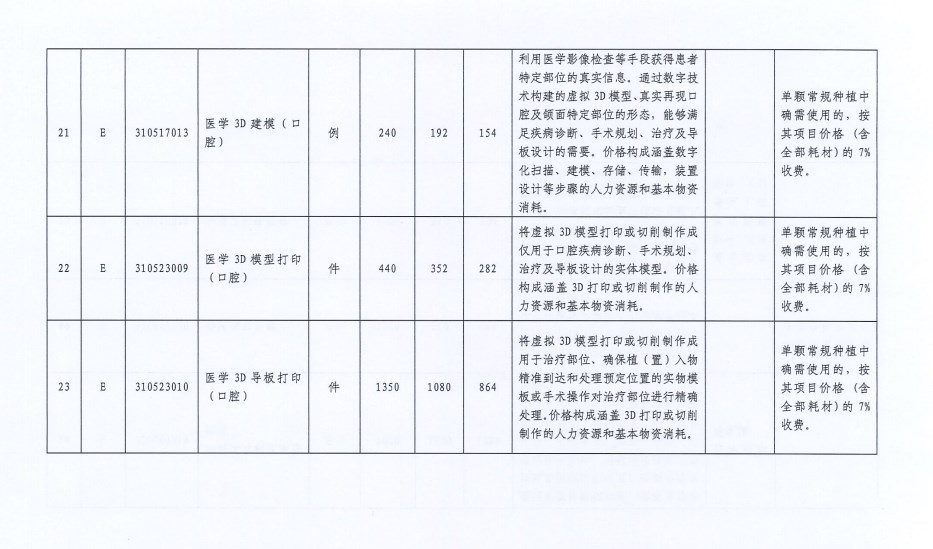 21
E
310517013
医学 3D 建模（口
腔）
例
240
192
154
利用医学影像检查等手段获得患者
特定部位的真实信息。通过数字技
术构建的虚拟 3D 模型、真实再现口
腔及颌面特定部位的形态，能够满
足疾病诊断、手术规划、治疗及导
板设计的需要。价格构成涵盖数字
化扫描、建模、存储、传输，装置
设计等步骤的人力资源和基本物资
消耗。
单颗常规种植中
确需使用的，按
其项目价格（含
全部耗材）的 7%
收费。
22
E
310523009
医学 3D 模型打印
（口腔）
件
440
352
282
将虚拟 3D 模型打印或切削制作成
仅用于口腔疾病诊断、手术规划、
治疗及导板设计的实体模型。价格
构成涵盖 3D 打印或切削制作的人
力资源和基本物资消耗。
单颗常规种植中
确需使用的，按
其项目价格（含
全部耗材）的 7%
收费。
23
E
310523010
医学 3D 导板打印
（口腔）
件
1350
1080
864
将虚拟 3D 模型打印或切削制作成
用于治疗部位、确保植（置）入物
精准到达和处理预定位置的实物模
板或手术操作对治疗部位进行精确
处理。价格构成涵盖 3D 打印或切削
制作的人力资源和基本物资消耗。
单颗常规种植中
确需使用的，按
其项目价格（含
全部耗材）的 7%
收费。